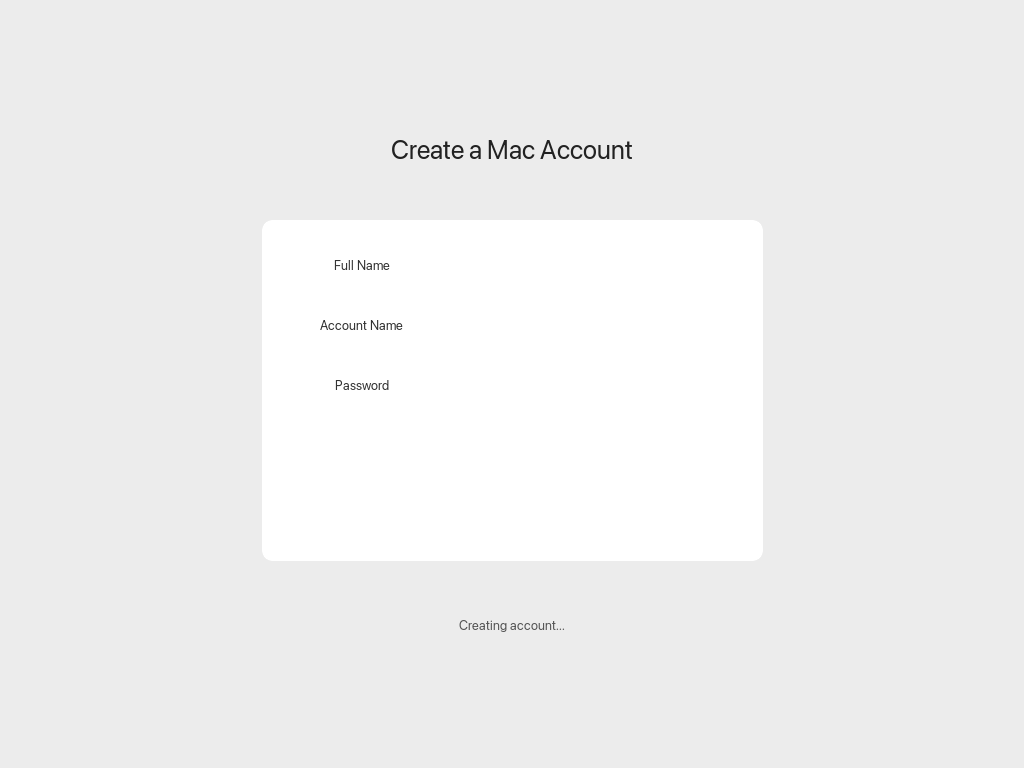 Create a Mac Account
Full Name
Account Name
Password
Creating account...